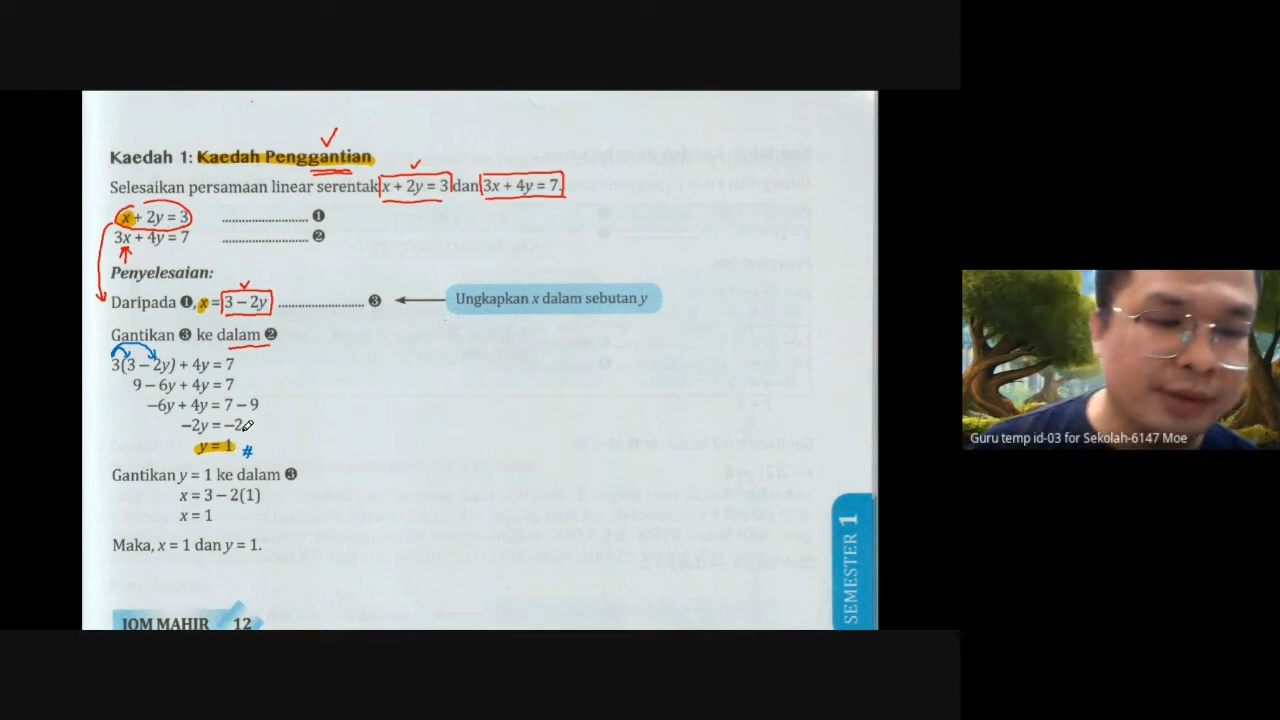 Kaedah 1: Kaedah Penggantian
Selesaikan persamaan linear serentak x + 2y = 3 dan 3x + 4y = 7.
x + 2y = 3 ........................... ❶
3x + 4y = 7 ........................... ❷
Penyelesaian:
Daripada ❶, x = 3 − 2y ........................... ❸
Ungkapkan x dalam sebutan y
Gantikan ❸ ke dalam ❷
3(3 − 2y) + 4y = 7
9 − 6y + 4y = 7
−6y + 4y = 7 − 9
−2y = −2
y = 1 #
Gantikan y = 1 ke dalam ❸
x = 3 − 2(1)
x = 1
Maka, x = 1 dan y = 1.
JOM MAHIR 12
SEMESTER 1
Guru temp id-03 for Sekolah-6147 Moe